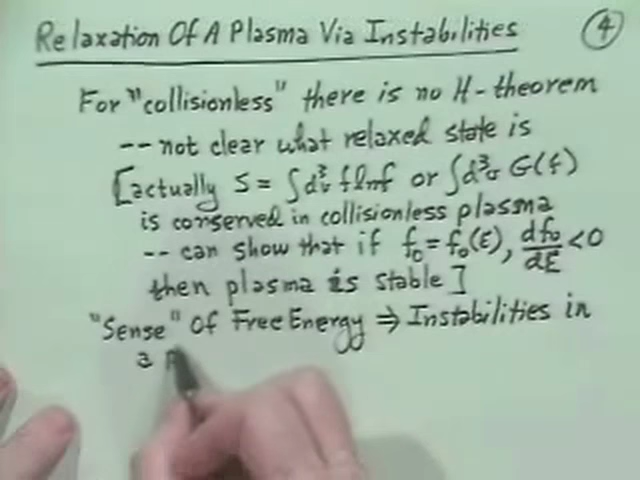 Relaxation Of A Plasma Via Instabilities ④
For "collisionless" there is no H-theorem
-- not clear what relaxed state is
[actually S = ∫d³v f ln f or ∫d³v G(f)
is conserved in collisionless plasma
-- can show that if f₀ = f₀(E), df₀/dE < 0
then plasma is stable]
"Sense" Of Free Energy ⇒ Instabilities in
a p